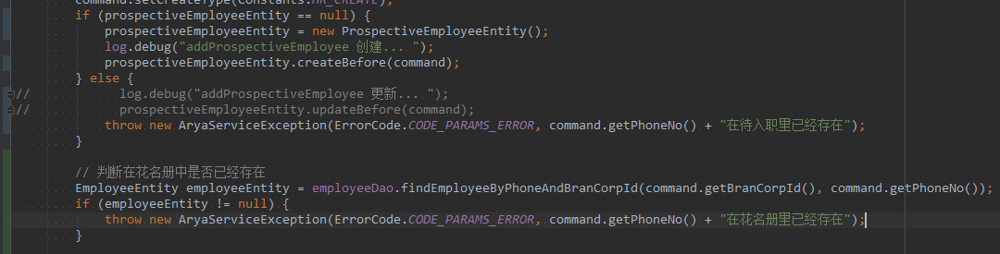 command.setCreateType(Constants.HR_CREATE);
if (prospectiveEmployeeEntity == null) {
prospectiveEmployeeEntity = new ProspectiveEmployeeEntity();
log.debug("addProspectiveEmployee 创建... ");
prospectiveEmployeeEntity.createBefore(command);
} else {
// log.debug("addProspectiveEmployee 更新... ");
// prospectiveEmployeeEntity.updateBefore(command);
throw new AryaServiceException(ErrorCode.CODE_PARAMS_ERROR, command.getPhoneNo() + "在待入职里已经存在");
}
// 判断在花名册中是否已经存在
EmployeeEntity employeeEntity = employeeDao.findEmployeeByPhoneAndBranCorpId(command.getBranCorpId(), command.getPhoneNo());
if (employeeEntity != null) {
throw new AryaServiceException(ErrorCode.CODE_PARAMS_ERROR, command.getPhoneNo() + "在花名册里已经存在");
}